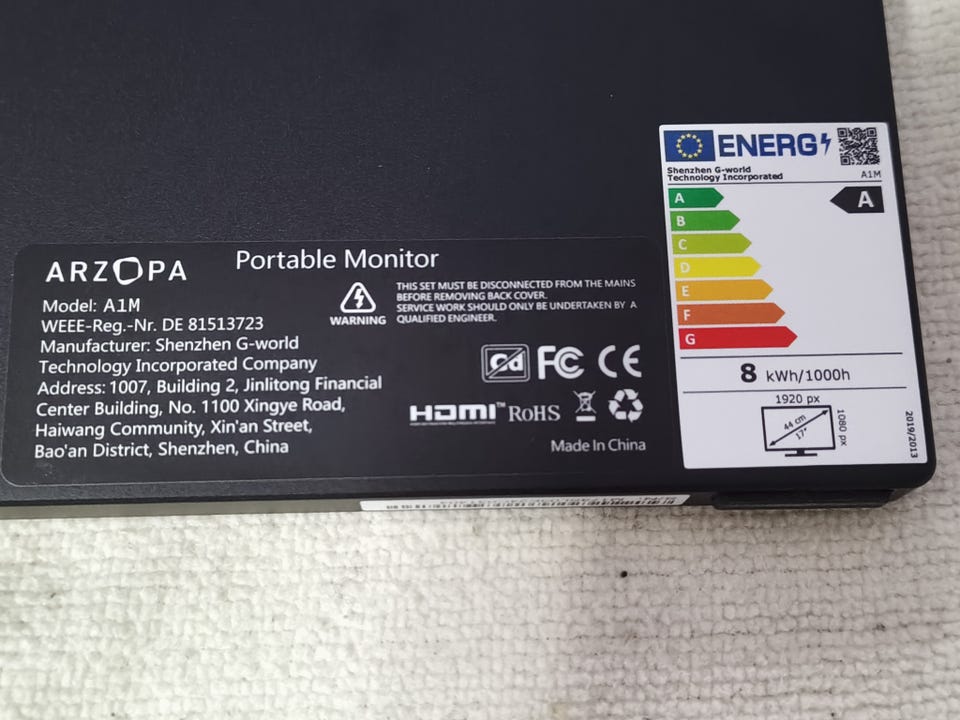 ARZOPA
Portable Monitor
Model: A1M
WEEE-Reg.-Nr. DE 81513723
Manufacturer: Shenzhen G-world
Technology Incorporated Company
Address: 1007, Building 2, Jinlitong Financial
Center Building, No. 1100 Xingye Road,
Haiwang Community, Xin'an Street,
Bao'an District, Shenzhen, China
WARNING
THIS SET MUST BE DISCONNECTED FROM THE MAINS
BEFORE REMOVING BACK COVER.
SERVICE WORK SHOULD ONLY BE UNDERTAKEN BY A
QUALIFIED ENGINEER.
Cd FC CE
HDMI™ RoHS
Made In China
ENERG
Shenzhen G-world
Technology Incorporated
A1M
A
A
B
C
D
E
F
G
8 kWh/1000h
1920 px
44 cm
17"
1080 px
2019/2013